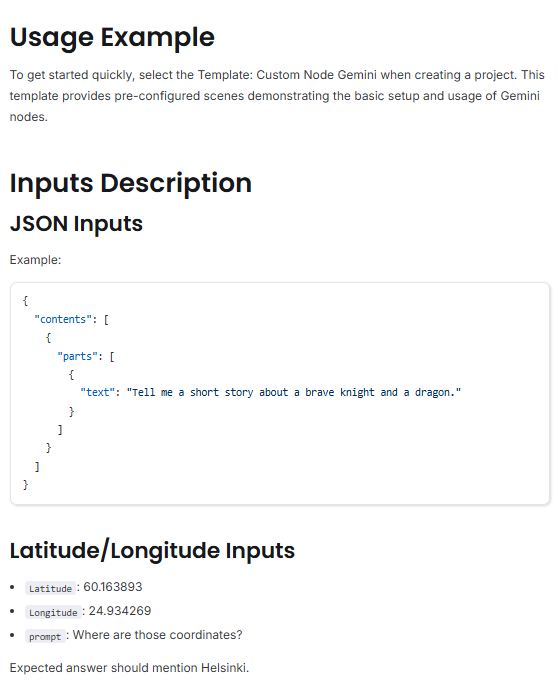 Usage Example
To get started quickly, select the Template: Custom Node Gemini when creating a project. This
template provides pre-configured scenes demonstrating the basic setup and usage of Gemini
nodes.
Inputs Description
JSON Inputs
Example:
{
  "contents": [
    {
      "parts": [
        {
          "text": "Tell me a short story about a brave knight and a dragon."
        }
      ]
    }
  ]
}
Latitude/Longitude Inputs
• Latitude: 60.163893
• Longitude: 24.934269
• prompt: Where are those coordinates?
Expected answer should mention Helsinki.